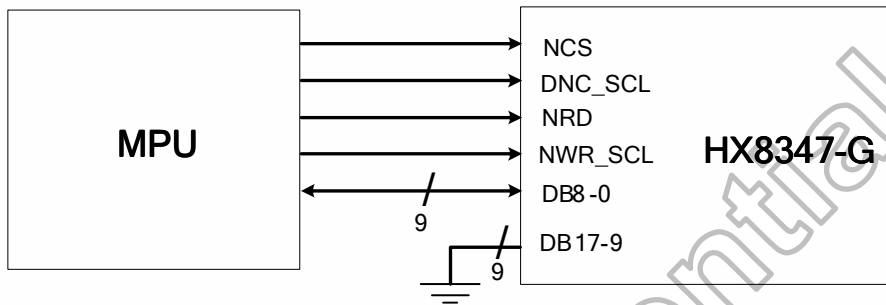 MPU
HX8347-G
NCS
DNC_SCL
NRD
NWR_SCL
DB8-0
9
DB17-9
9